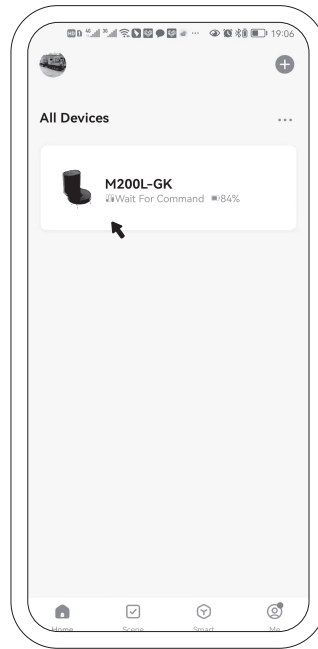 19:06
All Devices
M200L-GK
Wait For Command 84%
Home Scene Smart Me